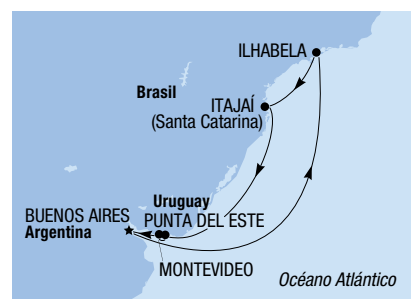 ILHABELA
Brasil
ITAJAÍ
(Santa Catarina)
Uruguay
BUENOS AIRES
PUNTA DEL ESTE
Argentina
MONTEVIDEO
Océano Atlántico